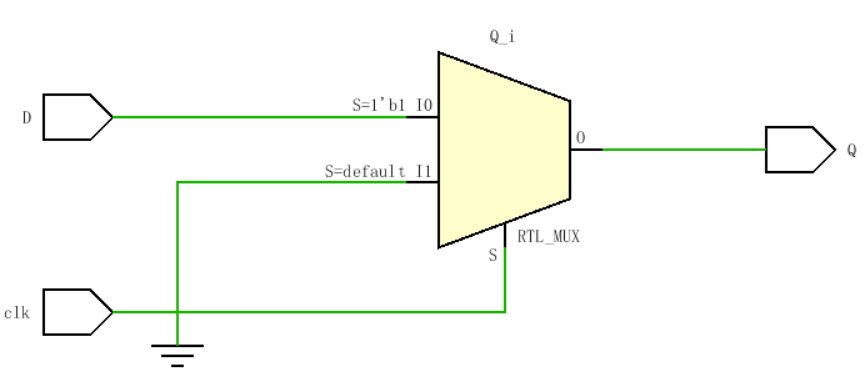 Q_i
D
S=1'b1 I0
O
Q
S=default I1
RTL_MUX
S
clk